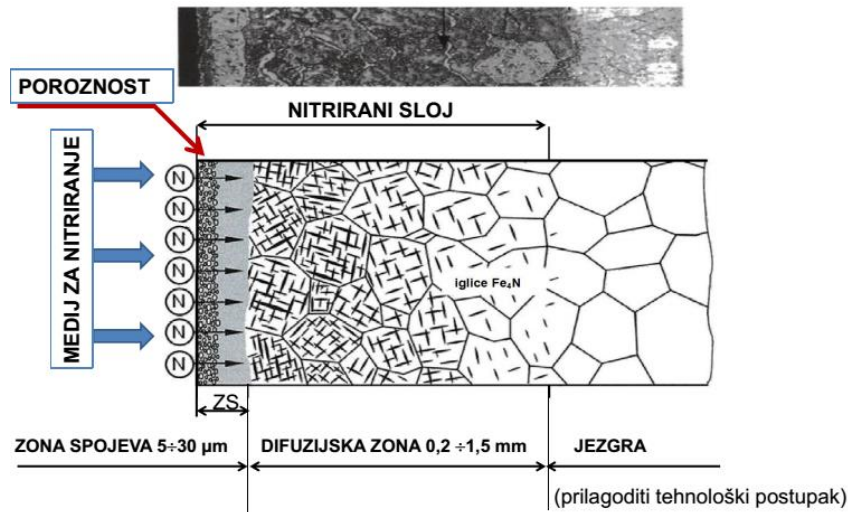 POROZNOST
NITRIRANI SLOJ
MEDIJ ZA NITRIRANJE
N
N
N
N
N
N
N
iglice Fe₄N
ZS
ZONA SPOJEVA 5÷30 µm
DIFUZIJSKA ZONA 0,2 ÷1,5 mm
JEZGRA
(prilagoditi tehnološki postupak)